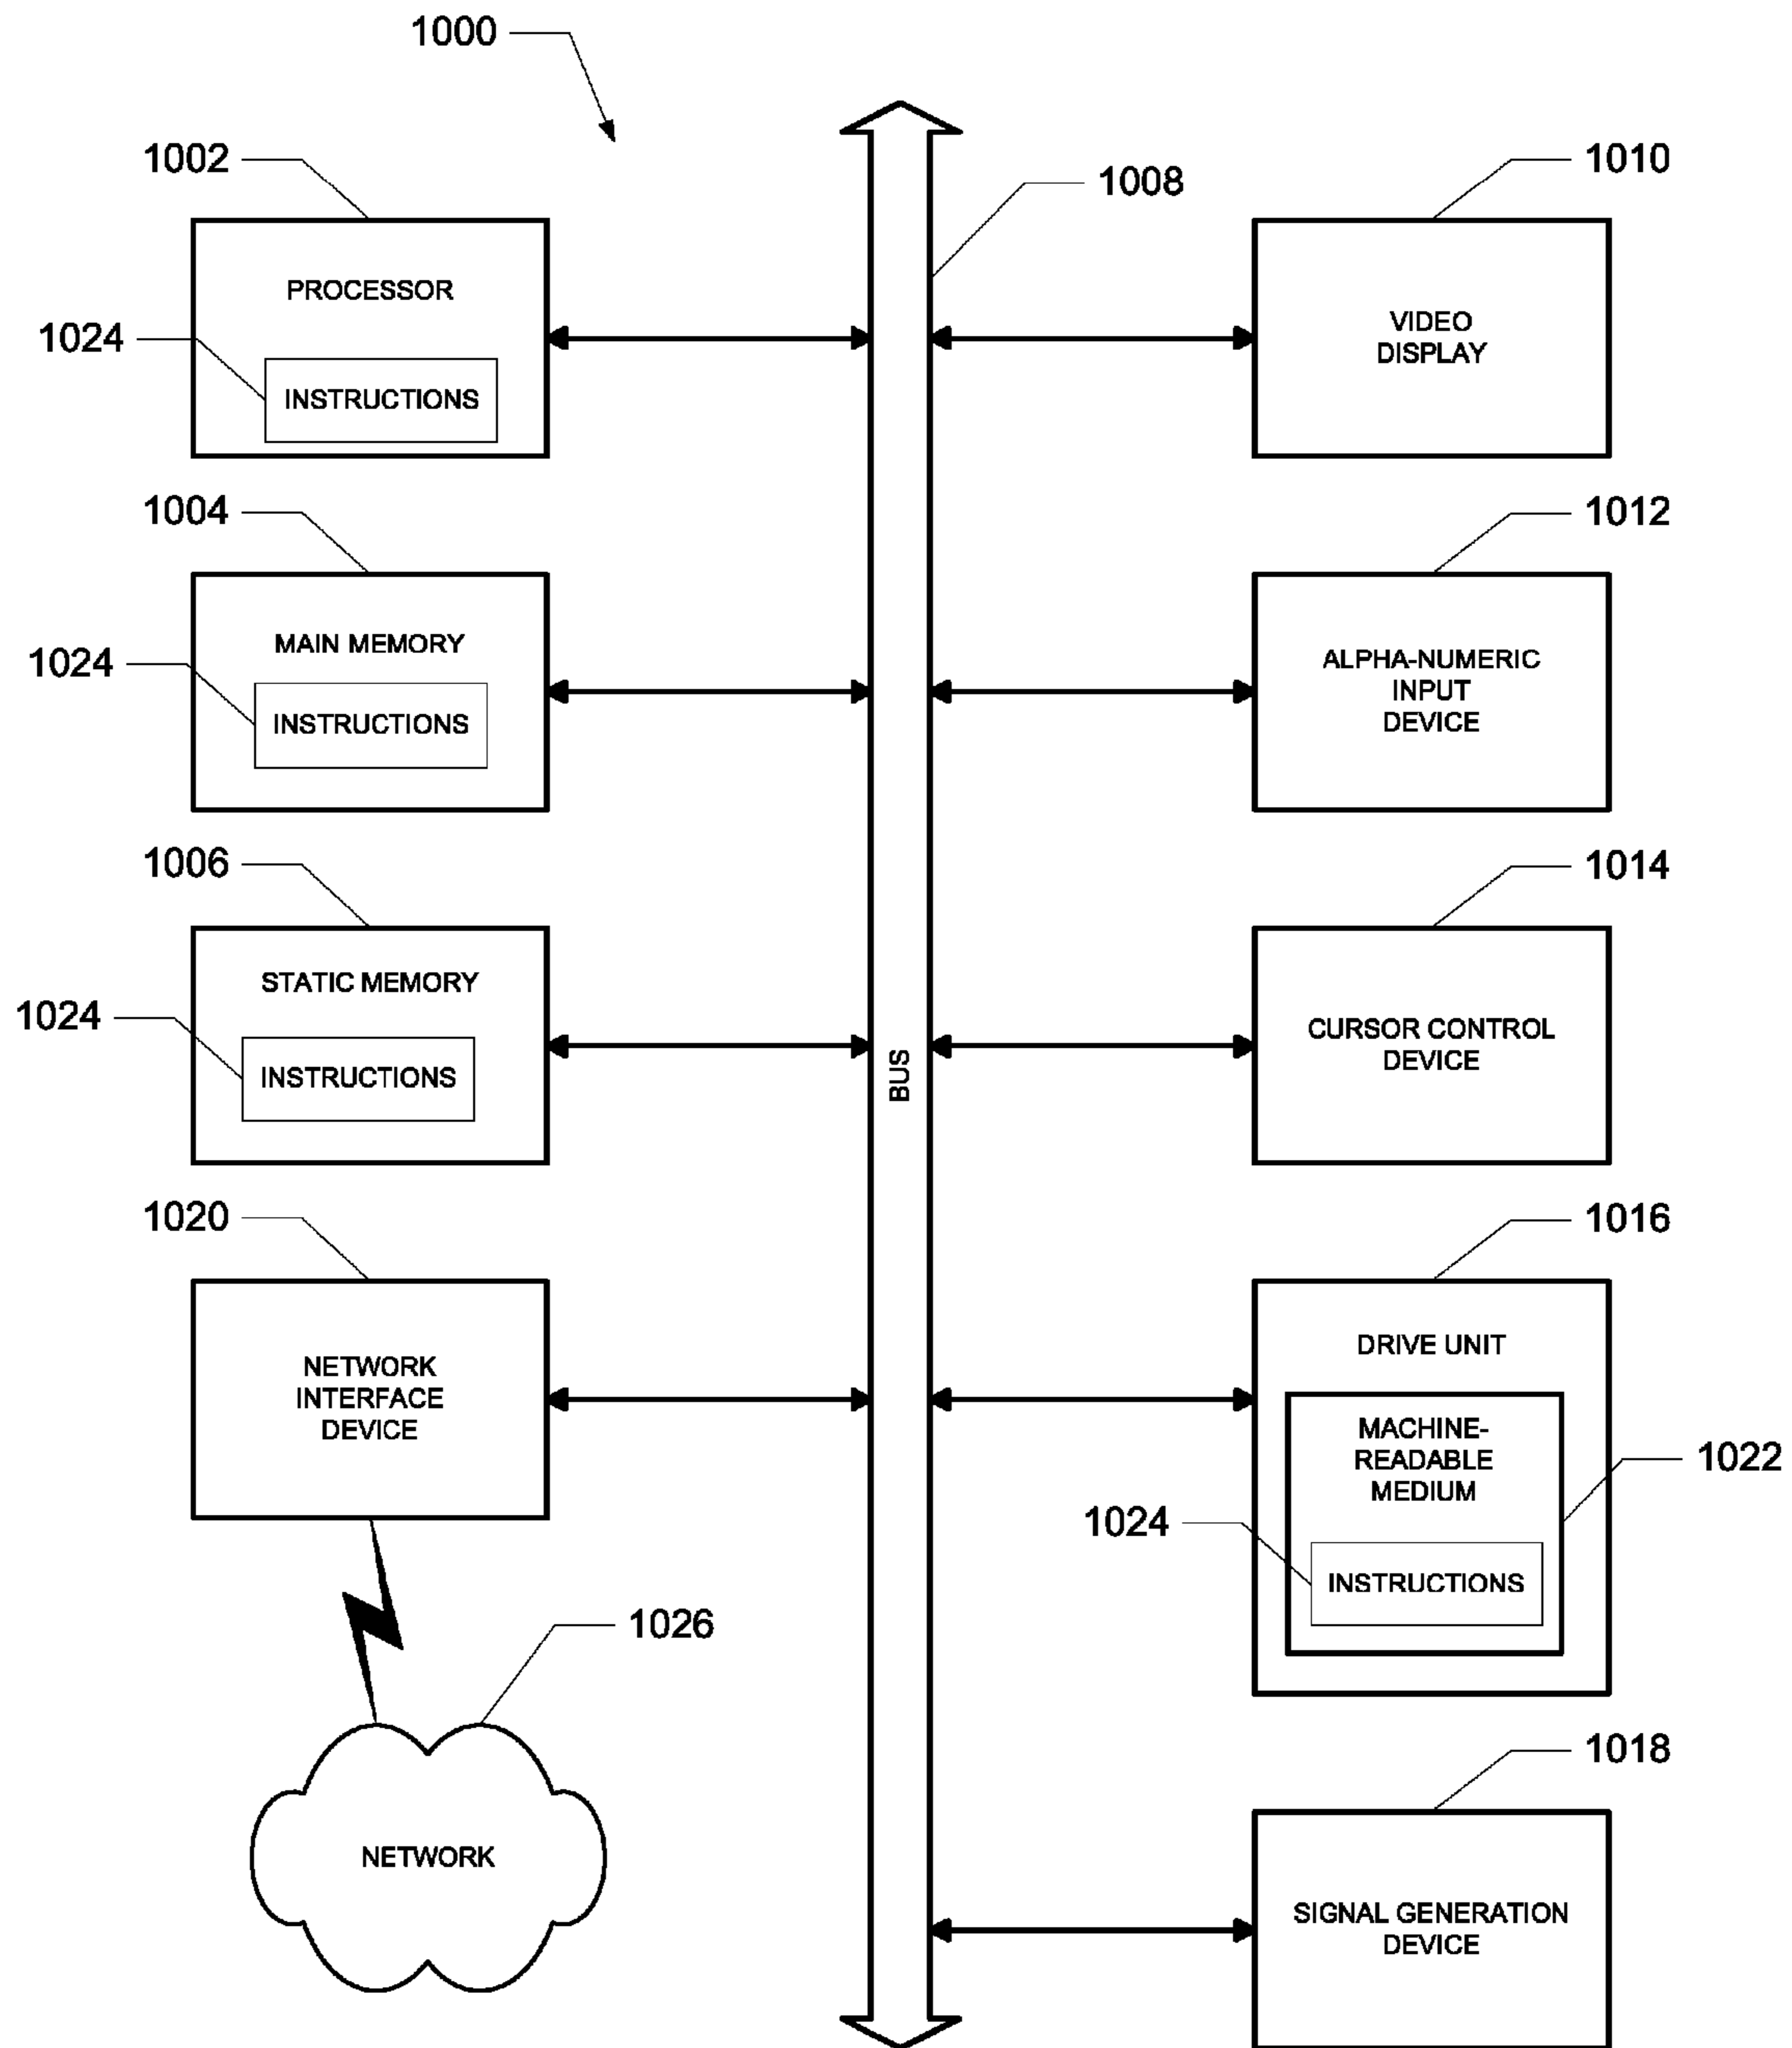 1000
1002
PROCESSOR
1024
INSTRUCTIONS
1004
MAIN MEMORY
1024
INSTRUCTIONS
1006
STATIC MEMORY
1024
INSTRUCTIONS
1020
NETWORK
INTERFACE
DEVICE
1026
NETWORK
1008
BUS
1010
VIDEO
DISPLAY
1012
ALPHA-NUMERIC
INPUT
DEVICE
1014
CURSOR CONTROL
DEVICE
1016
DRIVE UNIT
MACHINE-
READABLE
MEDIUM
1022
1024
INSTRUCTIONS
1018
SIGNAL GENERATION
DEVICE